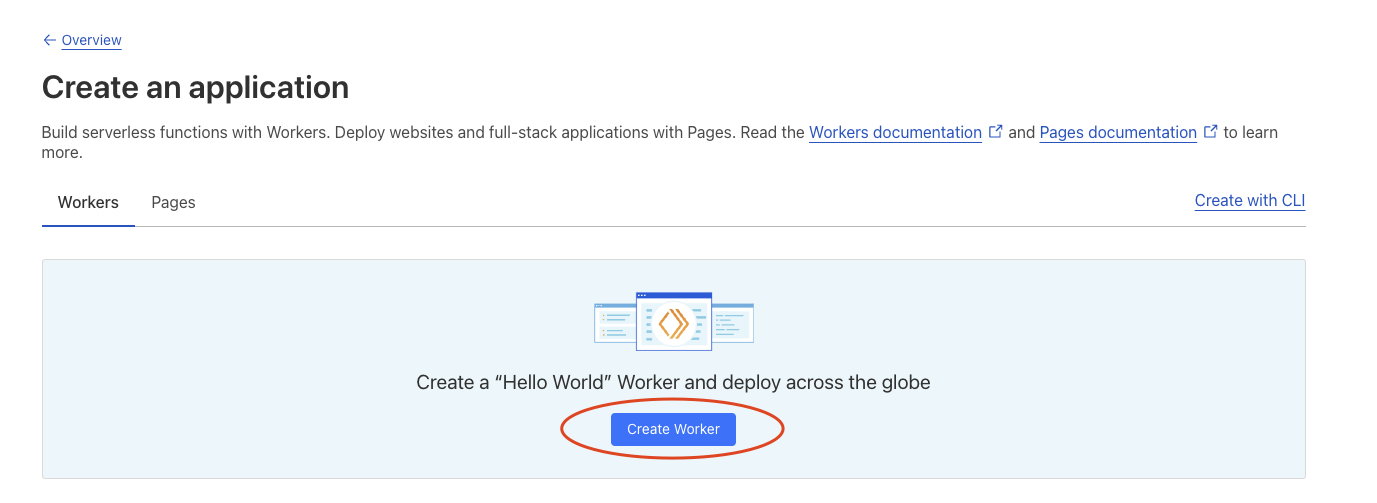 Overview
Create an application
Build serverless functions with Workers. Deploy websites and full-stack applications with Pages. Read the Workers documentation and Pages documentation to learn
more.
Workers Pages Create with CLI
Create a “Hello World” Worker and deploy across the globe
Create Worker